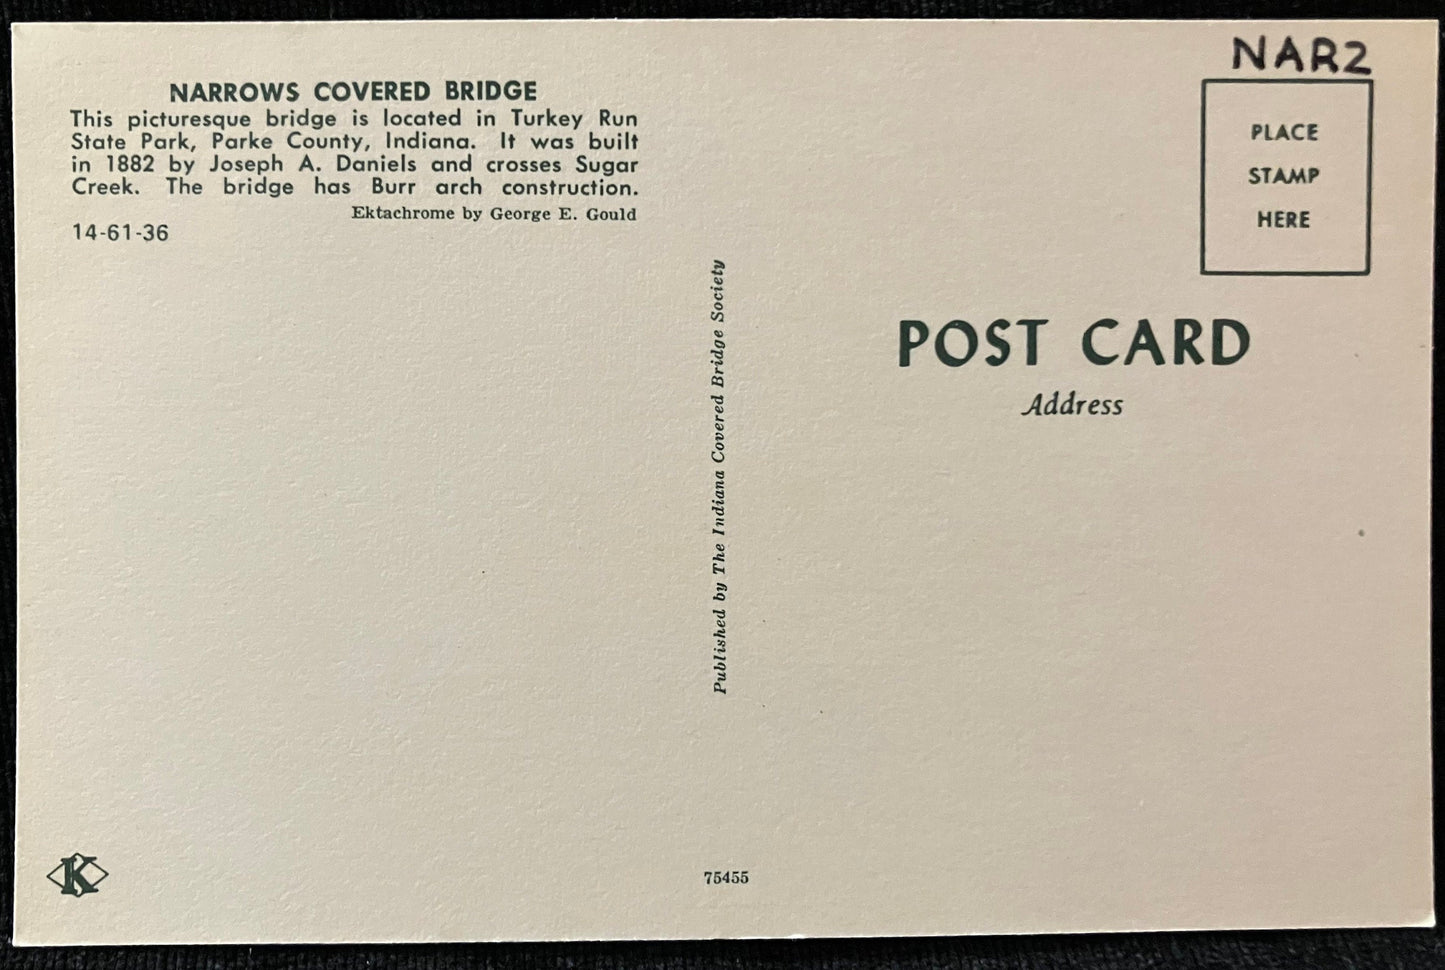 NAR2
PLACE
STAMP
HERE
NARROWS COVERED BRIDGE
This picturesque bridge is located in Turkey Run
State Park, Parke County, Indiana. It was built
in 1882 by Joseph A. Daniels and crosses Sugar
Creek. The bridge has Burr arch construction.
Ektachrome by George E. Gould
14-61-36
Published by The Indiana Covered Bridge Society
POST CARD
Address
K
75455